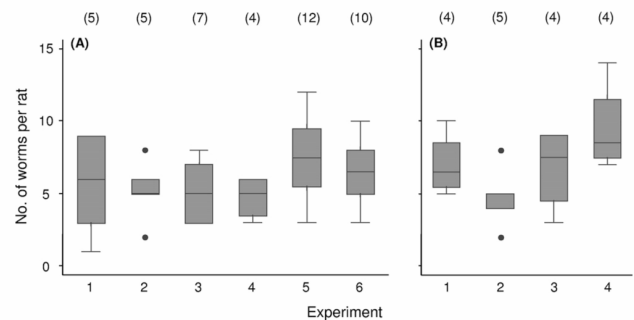 (5) (5) (7) (4) (12) (10) (4) (5) (4) (4)
(A) (B)
15
10
5
0
No. of worms per rat
1 2 3 4 5 6 1 2 3 4
Experiment